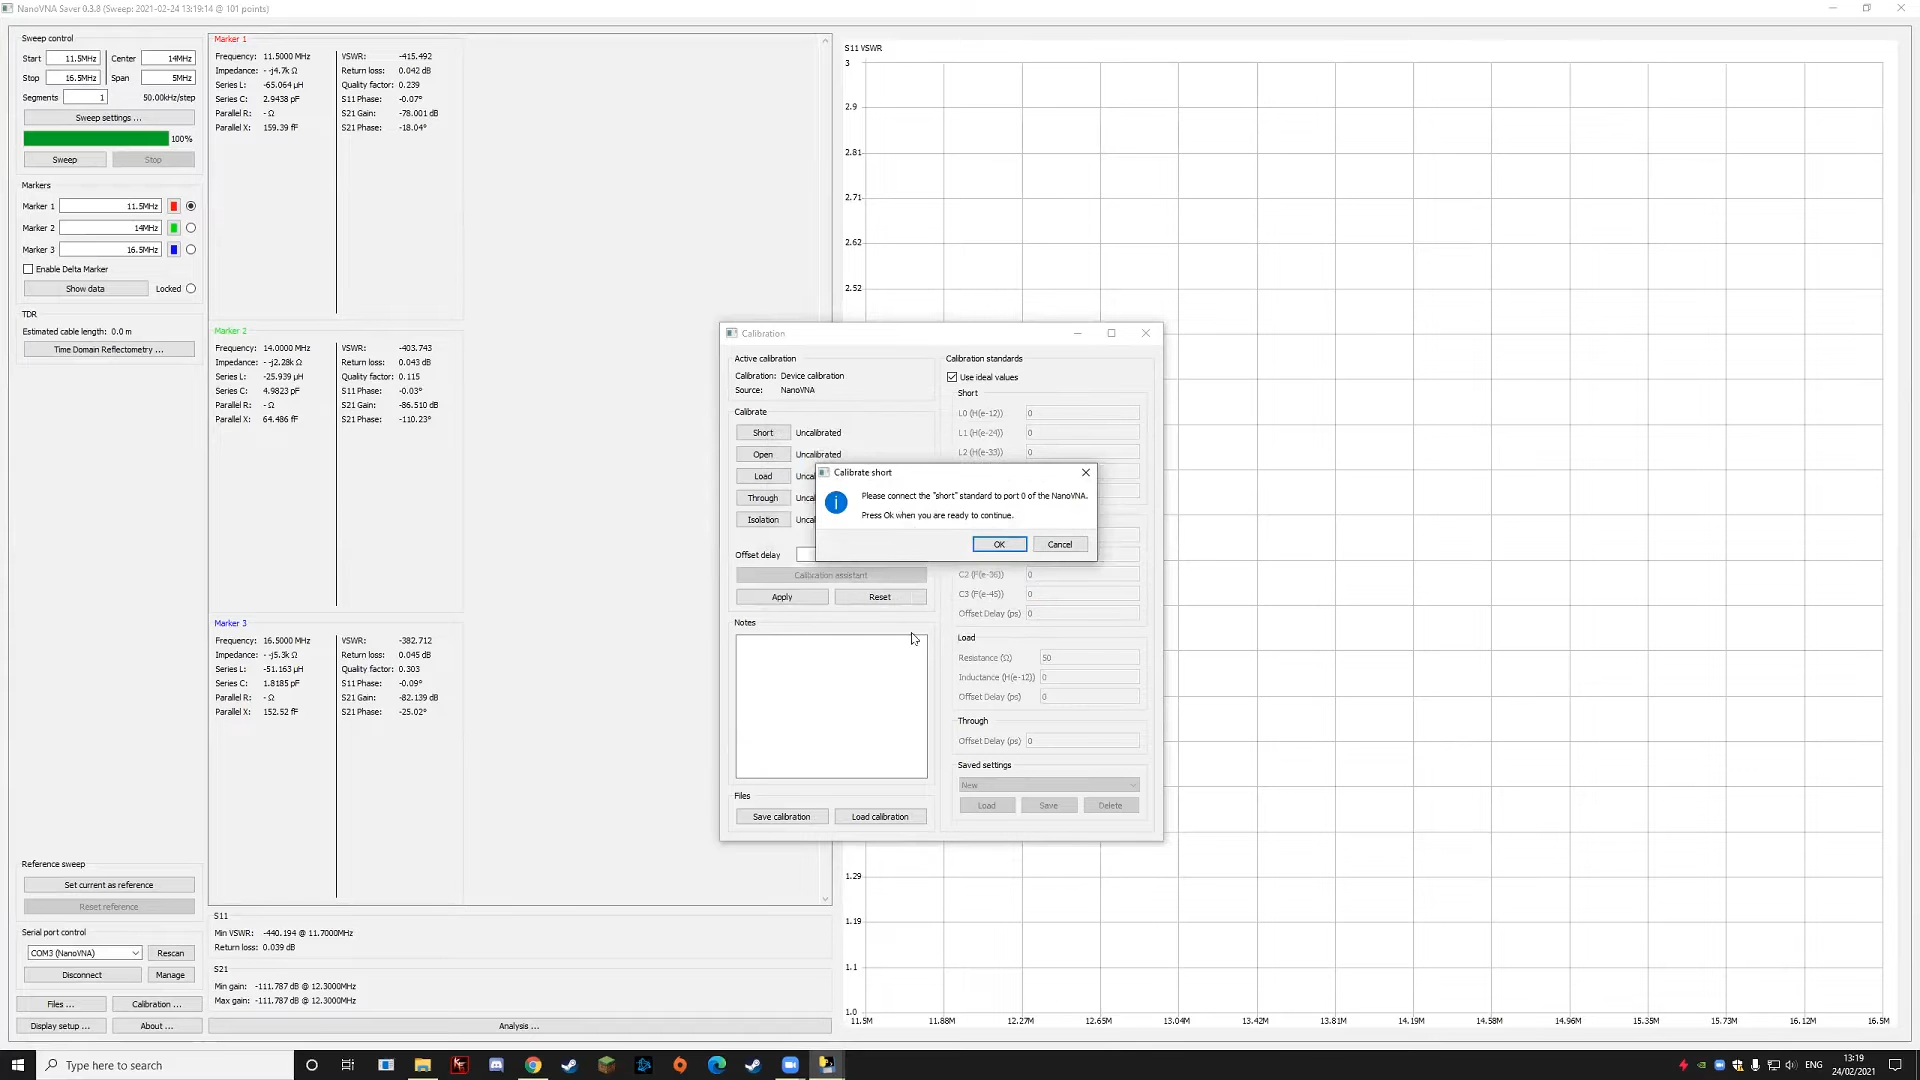 NanoVNA Saver 0.3.8 (Sweep: 2021-02-24 13:19:14 @ 101 points)
Sweep control
Start 11.5MHz Center 14MHz
Stop 16.5MHz Span 5MHz
Segments 1 50.00kHz/step
Sweep settings ...
100%
Sweep Stop
Markers
Marker 1 11.5MHz
Marker 2 14MHz
Marker 3 16.5MHz
Enable Delta Marker
Show data Locked
TDR
Estimated cable length: 0.0 m
Time Domain Reflectometry ...
Reference sweep
Set current as reference
Reset reference
Serial port control
COM3 (NanoVNA) Rescan
Disconnect Manage
Files ... Calibration ...
Display setup ... About ...
Marker 1
Frequency: 11.5000 MHz VSWR: -415.492
Impedance: - -j4.7k Ω Return loss: 0.042 dB
Series L: -65.064 µH Quality factor: 0.239
Series C: 2.9438 pF S11 Phase: -0.07°
Parallel R: - Ω S21 Gain: -78.001 dB
Parallel X: 159.39 fF S21 Phase: -18.04°
Marker 2
Frequency: 14.0000 MHz VSWR: -403.743
Impedance: - -j2.28k Ω Return loss: 0.043 dB
Series L: -25.939 µH Quality factor: 0.115
Series C: 4.9823 pF S11 Phase: -0.03°
Parallel R: - Ω S21 Gain: -86.510 dB
Parallel X: 64.486 fF S21 Phase: -110.23°
Marker 3
Frequency: 16.5000 MHz VSWR: -382.712
Impedance: - -j5.3k Ω Return loss: 0.045 dB
Series L: -51.163 µH Quality factor: 0.303
Series C: 1.8185 pF S11 Phase: -0.09°
Parallel R: - Ω S21 Gain: -82.139 dB
Parallel X: 152.52 fF S21 Phase: -25.02°
S11
Min VSWR: -440.194 @ 11.7000MHz
Return loss: 0.039 dB
S21
Min gain: -111.787 dB @ 12.3000MHz
Max gain: -111.787 dB @ 12.3000MHz
Analysis ...
Calibration
Active calibration
Calibration: Device calibration
Source: NanoVNA
Calibrate
Short Uncalibrated
Open Uncalibrated
Load Unca
Through Unca
Isolation Unca
Offset delay
Calibration assistant
Apply Reset
Notes
Files
Save calibration Load calibration
Calibration standards
Use ideal values
Short
L0 (H(e-12)) 0
L1 (H(e-24)) 0
L2 (H(e-33)) 0
C2 (F(e-36)) 0
C3 (F(e-45)) 0
Offset Delay (ps) 0
Load
Resistance (Ω) 50
Inductance (H(e-12)) 0
Offset Delay (ps) 0
Through
Offset Delay (ps) 0
Saved settings
New
Load Save Delete
Calibrate short
Please connect the "short" standard to port 0 of the NanoVNA.
Press Ok when you are ready to continue.
OK Cancel
S11 VSWR
3
2.9
2.81
2.71
2.62
2.52
1.29
1.19
1.1
1.0
11.5M 11.88M 12.27M 12.65M 13.04M 13.42M 13.81M 14.19M 14.58M 14.96M 15.35M 15.73M 16.12M 16.5M
Type here to search
ENG
13:19
24/02/2021